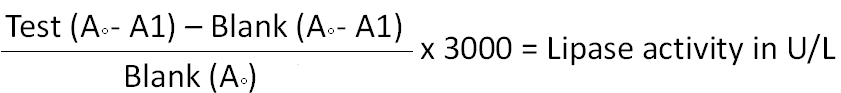 Test (A∘- A1) – Blank (A∘- A1)
x 3000 = Lipase activity in U/L
Blank (A∘)